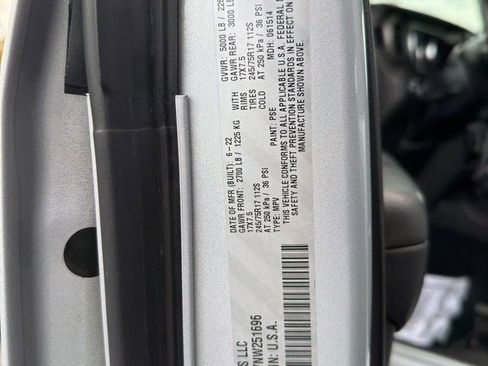 S LLC
NW251696
IN: U.S.A.
DATE OF MFR (BUILT): 6-22 GVWR: 5000 LB / 226
GAWR FRONT: 2700 LB / 1225 KG WITH GAWR REAR: 3000 LB
17X7.5 RIMS 17X7.5
245/75R17 112S TIRES 245/75R17 112S
AT 250 kPa / 36 PSI COLD AT 250 kPa / 36 PSI
TYPE: MPV PAINT: PSE MDH: 061514
THIS VEHICLE CONFORMS TO ALL APPLICABLE U.S.A. FEDERAL M
SAFETY AND THEFT PREVENTION STANDARDS IN EFFECT ON
MANUFACTURE SHOWN ABOVE.